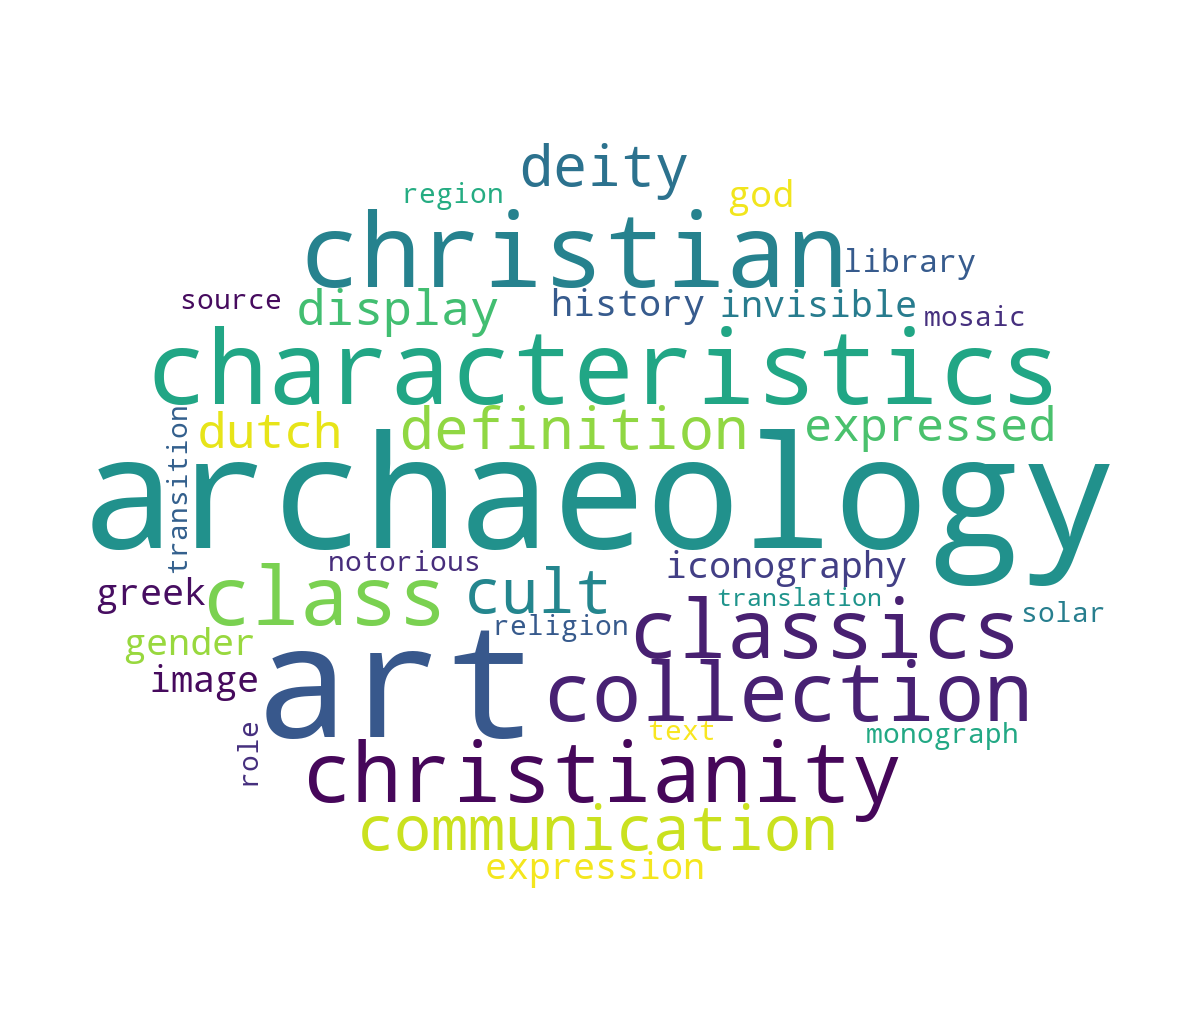 deity
region god
christian
library
source display history invisible mosaic
characteristics
dutch definition expressed
transition
archaeology
notorious iconography
greek class cult translation
solar
gender religion classics
image art collection
role text monograph
christianity
communication
expression